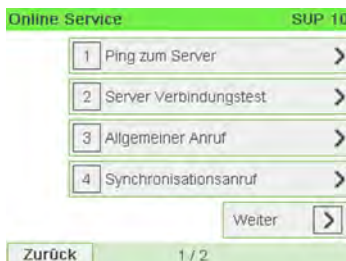 Online Service SUP 10
1 Ping zum Server
2 Server Verbindungstest
3 Allgemeiner Anruf
4 Synchronisationsanruf
Weiter
Zurück 1 / 2